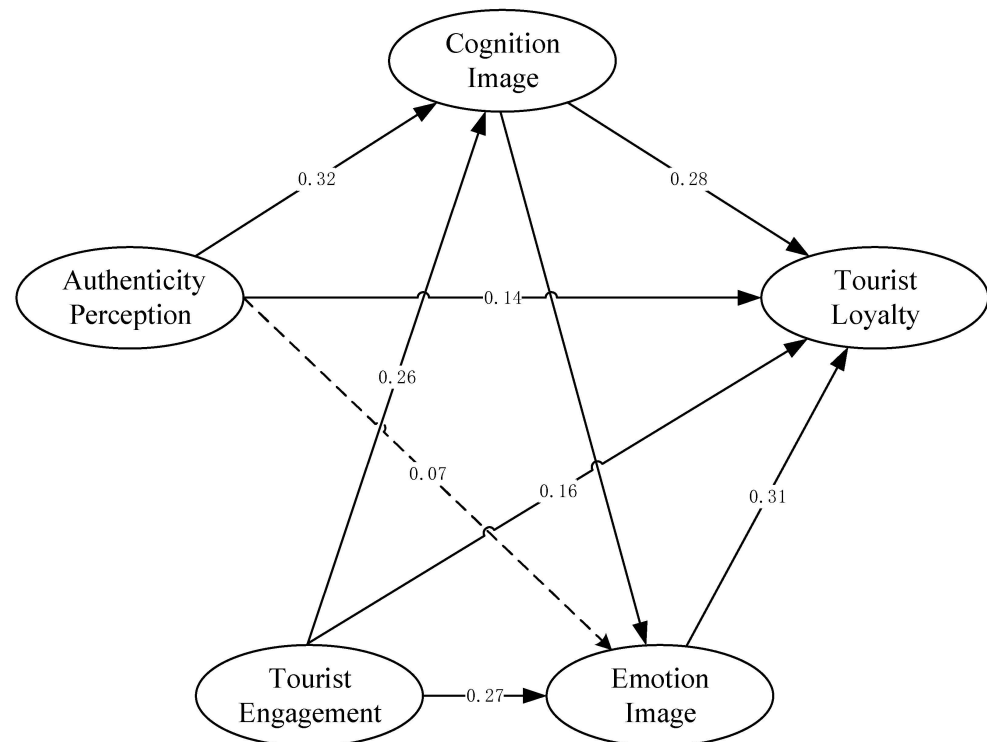 Cognition
Image
0.32
0.28
Authenticity
Perception
0.14
Tourist
Loyalty
0.26
0.07
0.16
0.31
Tourist
Engagement
0.27
Emotion
Image